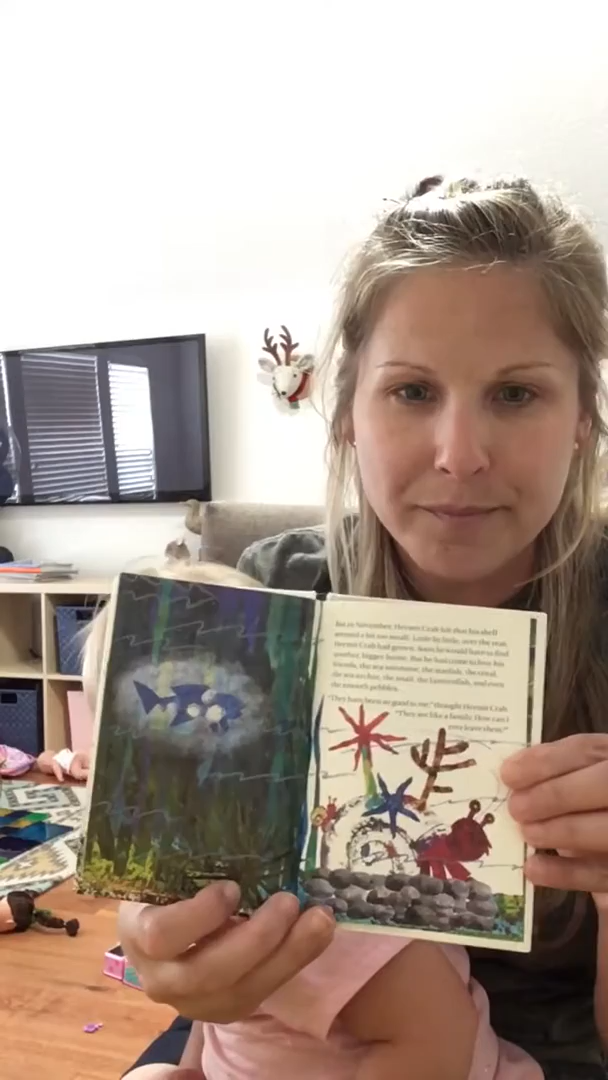 But in November, Hermit Crab felt that his shell
seemed a bit too small. Little by little, over the year,
Hermit Crab had grown. Soon he would have to find
another, bigger home. But he had come to love his
friends, the sea anemone, the starfish, the coral,
the sea urchin, the snail, the lanternfish, and even
the smooth pebbles.
"They have been so good to me," thought Hermit Crab.
"They are like a family. How can I
ever leave them?"